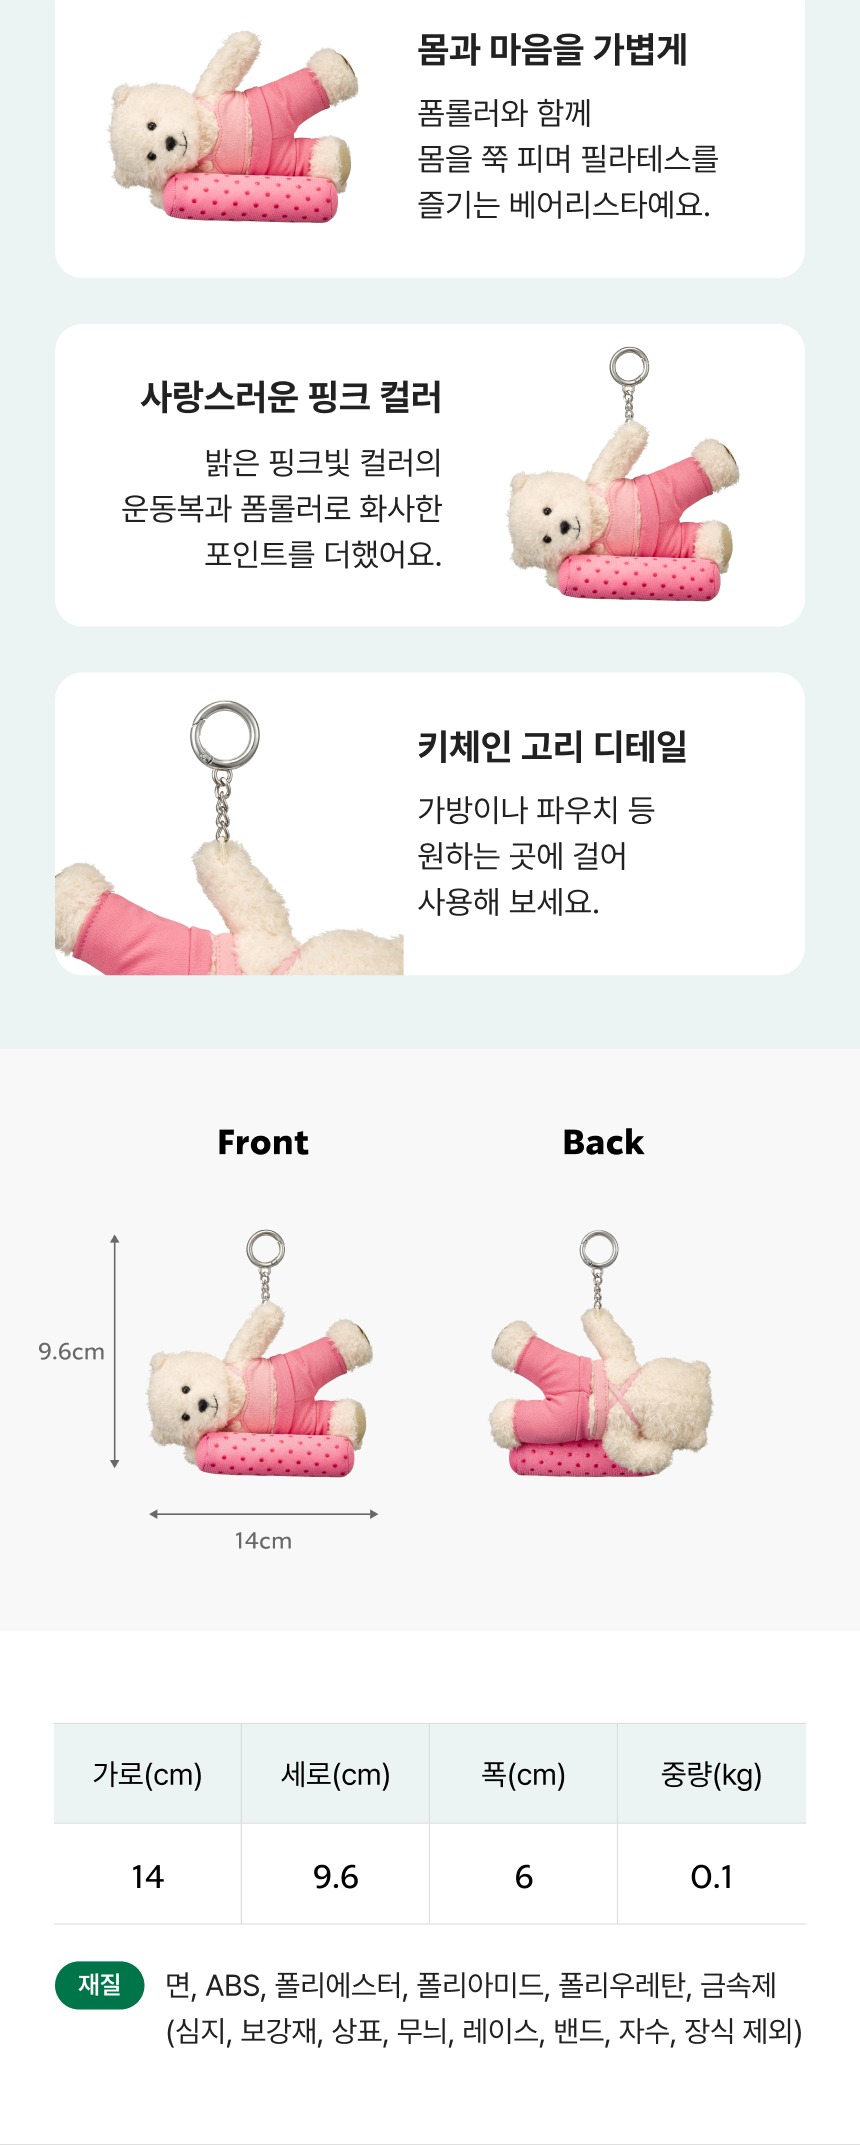 몸과 마음을 가볍게
폼롤러와 함께
몸을 쭉 피며 필라테스를
즐기는 베어리스타예요.
사랑스러운 핑크 컬러
밝은 핑크빛 컬러의
운동복과 폼롤러로 화사한
포인트를 더했어요.
키체인 고리 디테일
가방이나 파우치 등
원하는 곳에 걸어
사용해 보세요.
Front
Back
9.6cm
14cm
가로(cm) 세로(cm) 폭(cm) 중량(kg)
14 9.6 6 0.1
재질 면, ABS, 폴리에스터, 폴리아미드, 폴리우레탄, 금속제
(심지, 보강재, 상표, 무늬, 레이스, 밴드, 자수, 장식 제외)